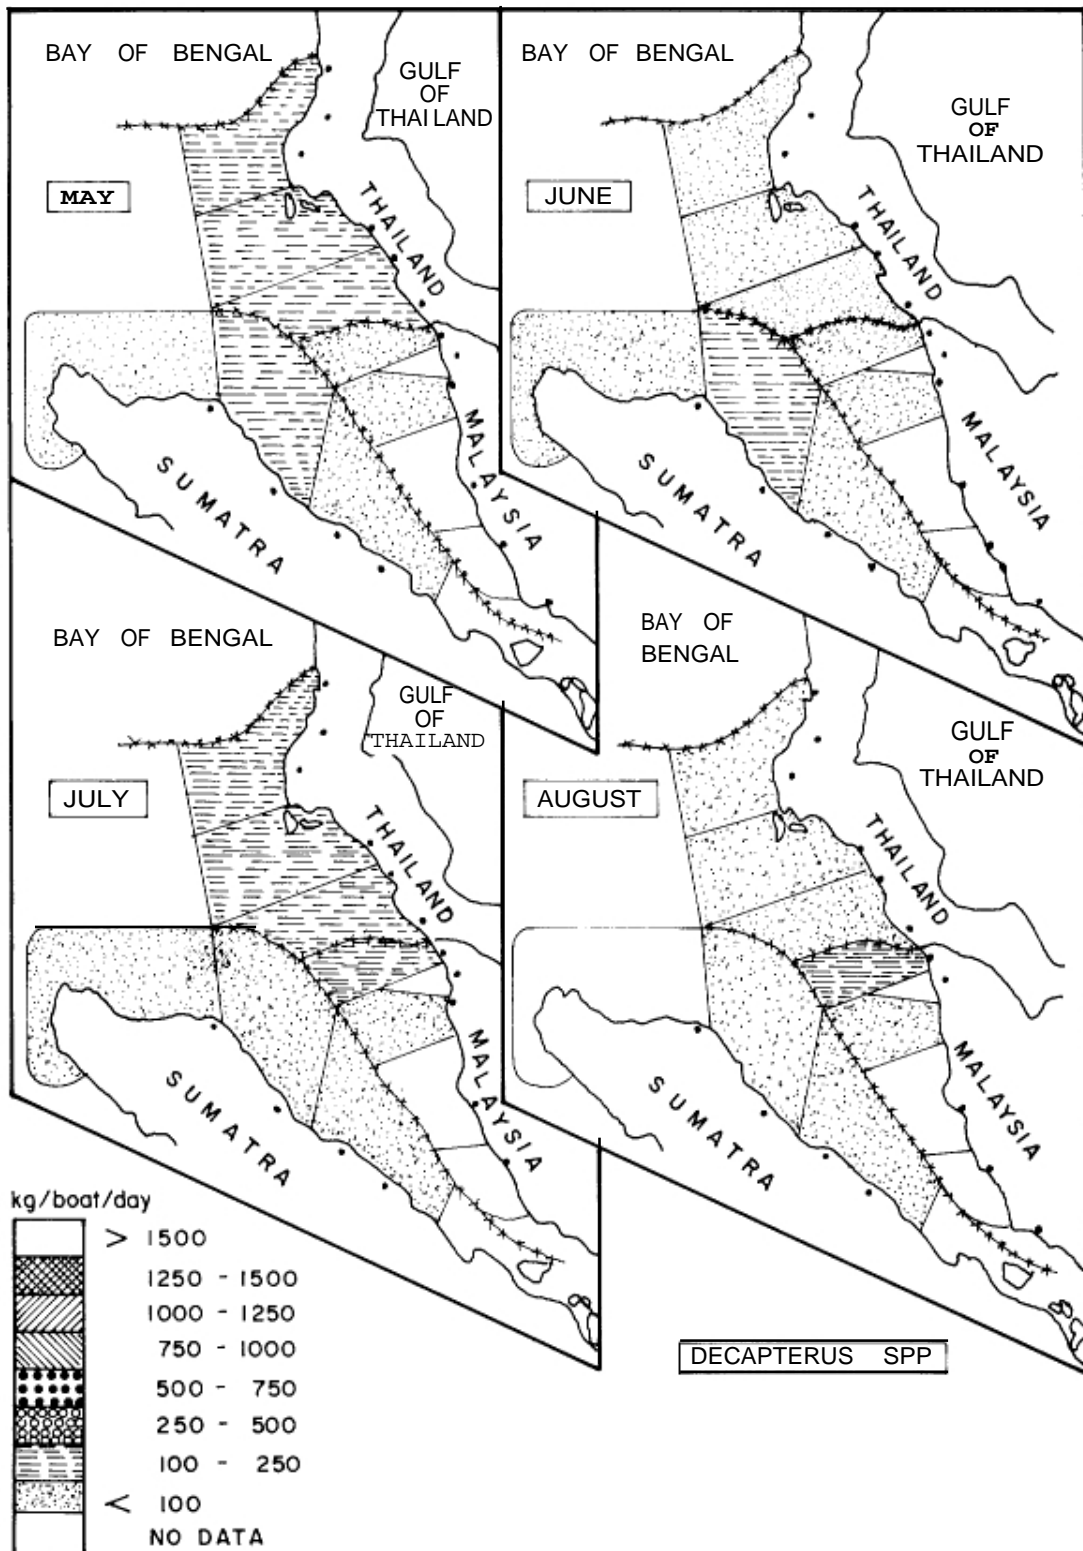 BAY OF BENGAL
GULF
OF
THAILAND
MAY
THAILAND
MALAYSIA
SUMATRA
BAY OF BENGAL
GULF
OF
THAILAND
JUNE
THAILAND
MALAYSIA
SUMATRA
BAY OF BENGAL
GULF
OF
THAILAND
JULY
THAILAND
MALAYSIA
SUMATRA
BAY OF
BENGAL
GULF
OF
THAILAND
AUGUST
THAILAND
MALAYSIA
SUMATRA
kg/boat/day
> 1500
1250 - 1500
1000 - 1250
750 - 1000
500 - 750
250 - 500
100 - 250
< 100
NO DATA
DECAPTERUS SPP